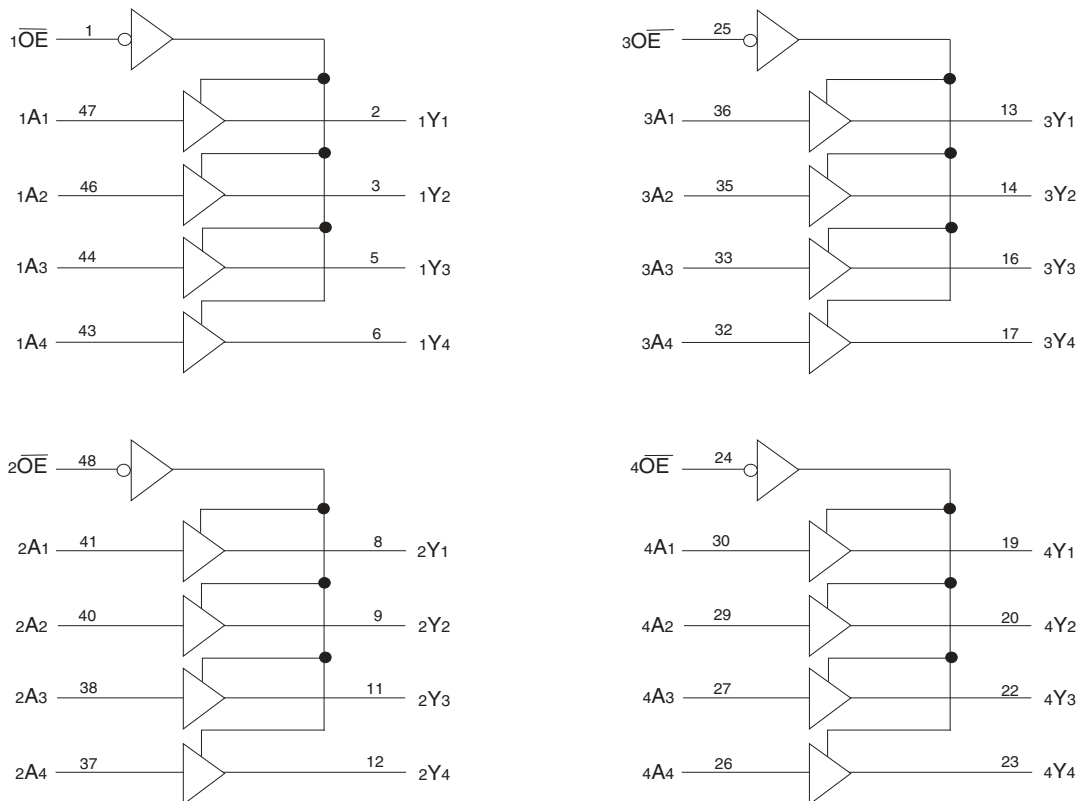 1OE 1
1A1 47 2 1Y1
1A2 46 3 1Y2
1A3 44 5 1Y3
1A4 43 6 1Y4
3OE 25
3A1 36 13 3Y1
3A2 35 14 3Y2
3A3 33 16 3Y3
3A4 32 17 3Y4
2OE 48
2A1 41 8 2Y1
2A2 40 9 2Y2
2A3 38 11 2Y3
2A4 37 12 2Y4
4OE 24
4A1 30 19 4Y1
4A2 29 20 4Y2
4A3 27 22 4Y3
4A4 26 23 4Y4